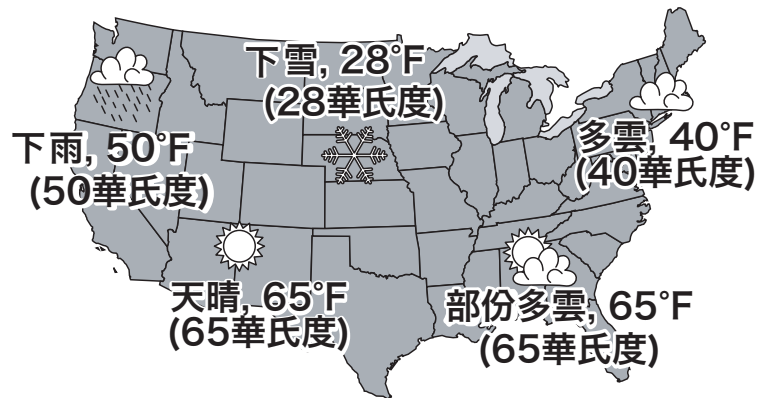 下雪, 28°F
(28華氏度)
下雨, 50°F
(50華氏度)
多雲, 40°F
(40華氏度)
天晴, 65°F
(65華氏度)
部份多雲, 65°F
(65華氏度)